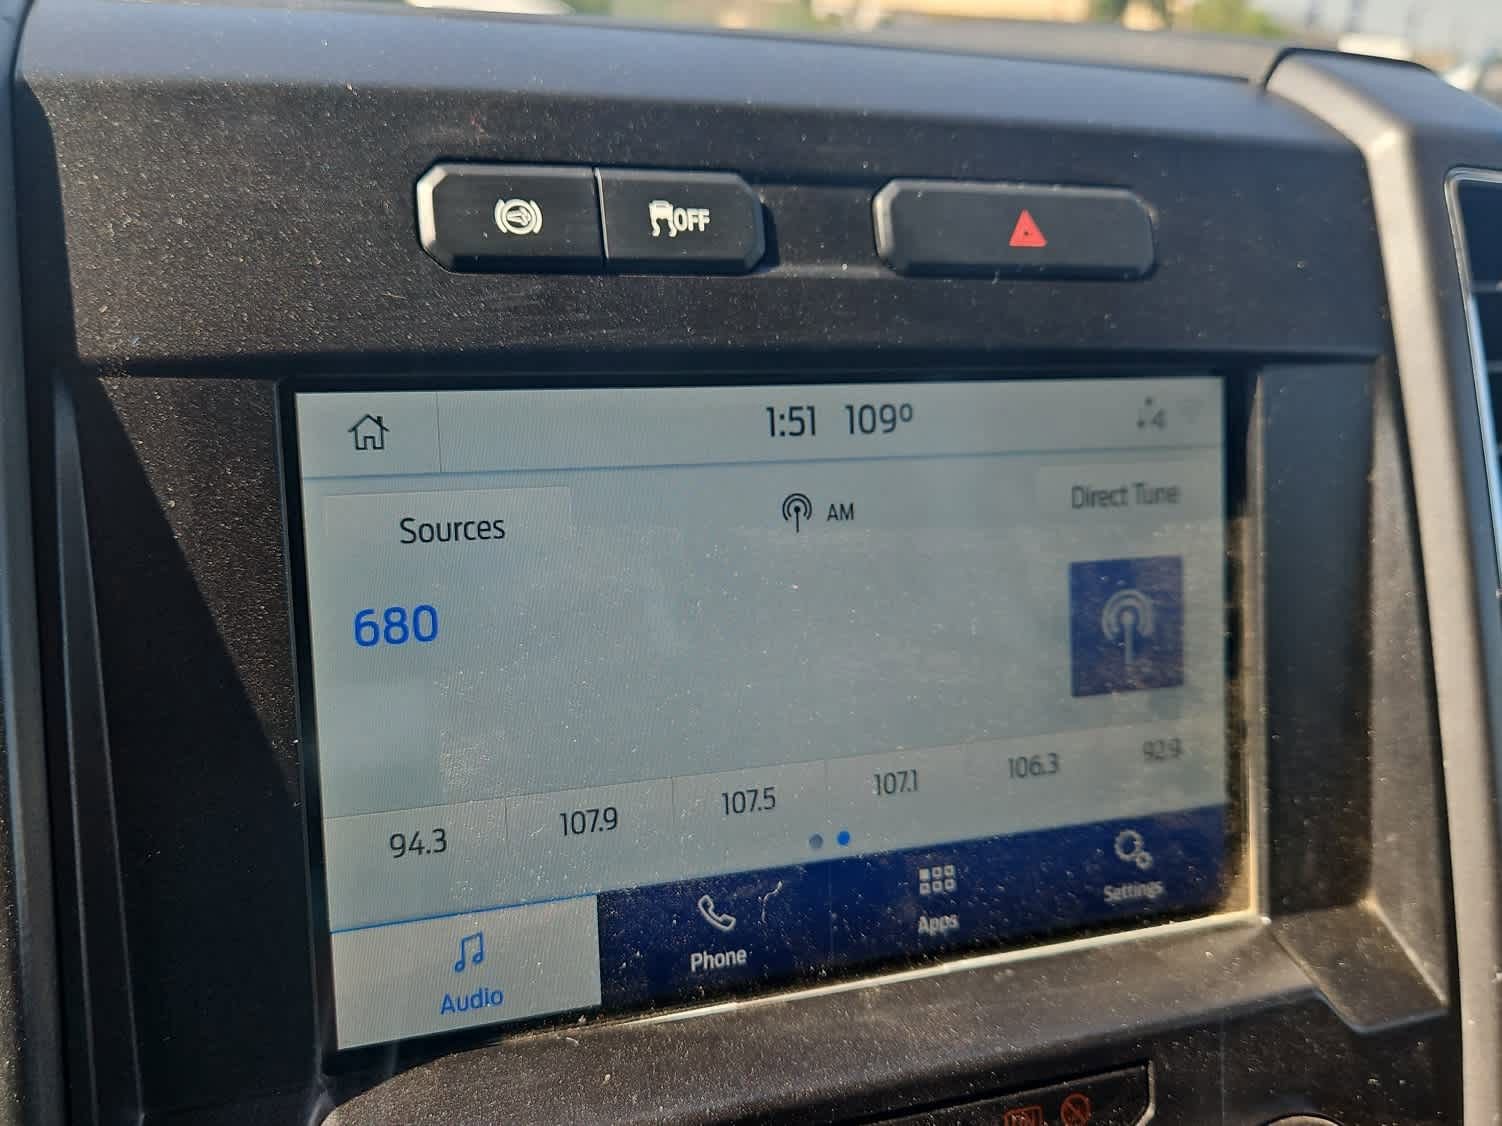 OFF
1:51 109°
4
Sources
AM
Direct Tune
680
94.3 107.9 107.5 107.1 106.3 92.9
Audio
Phone
Apps
Settings